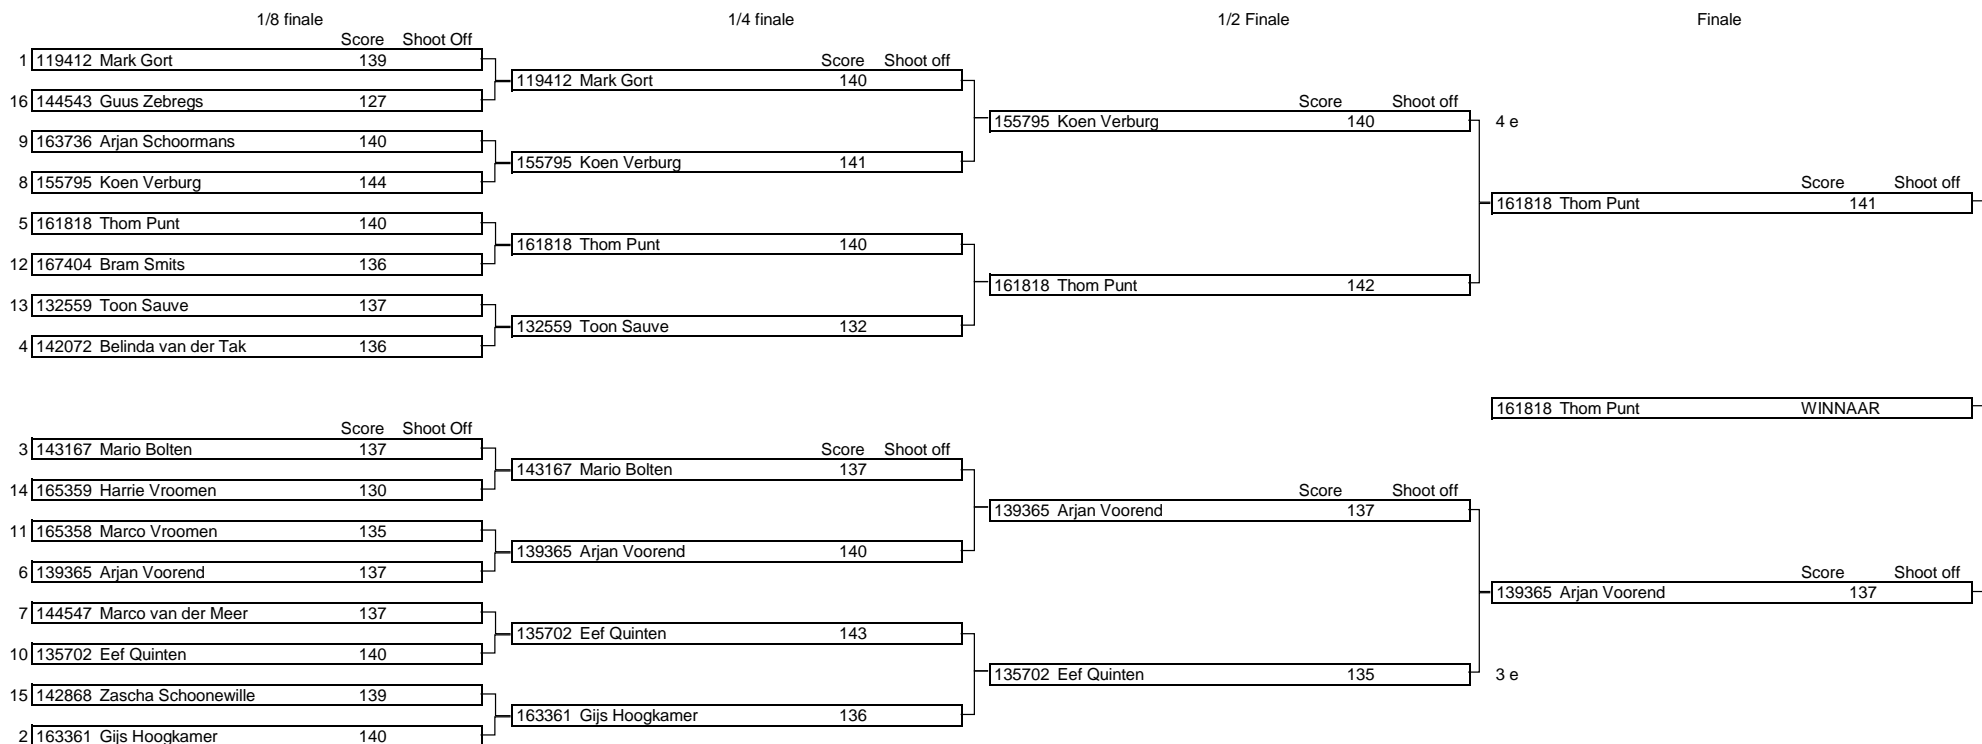 1/8 finale 1/4 finale 1/2 Finale Finale
Score Shoot Off
1 119412 Mark Gort 139 Score Shoot off
119412 Mark Gort 140
16 144543 Guus Zebregs 127 Score Shoot off
155795 Koen Verburg 140 4 e
9 163736 Arjan Schoormans 140
155795 Koen Verburg 141
8 155795 Koen Verburg 144 Score Shoot off
161818 Thom Punt 141
5 161818 Thom Punt 140
161818 Thom Punt 140
12 167404 Bram Smits 136
161818 Thom Punt 142
13 132559 Toon Sauve 137
132559 Toon Sauve 132
4 142072 Belinda van der Tak 136
161818 Thom Punt WINNAAR
Score Shoot Off
3 143167 Mario Bolten 137 Score Shoot off
143167 Mario Bolten 137
14 165359 Harrie Vroomen 130 Score Shoot off
139365 Arjan Voorend 137
11 165358 Marco Vroomen 135
139365 Arjan Voorend 140
6 139365 Arjan Voorend 137 Score Shoot off
139365 Arjan Voorend 137
7 144547 Marco van der Meer 137
135702 Eef Quinten 143
10 135702 Eef Quinten 140
135702 Eef Quinten 135 3 e
15 142868 Zascha Schoonewille 139
163361 Gijs Hoogkamer 136
2 163361 Gijs Hoogkamer 140